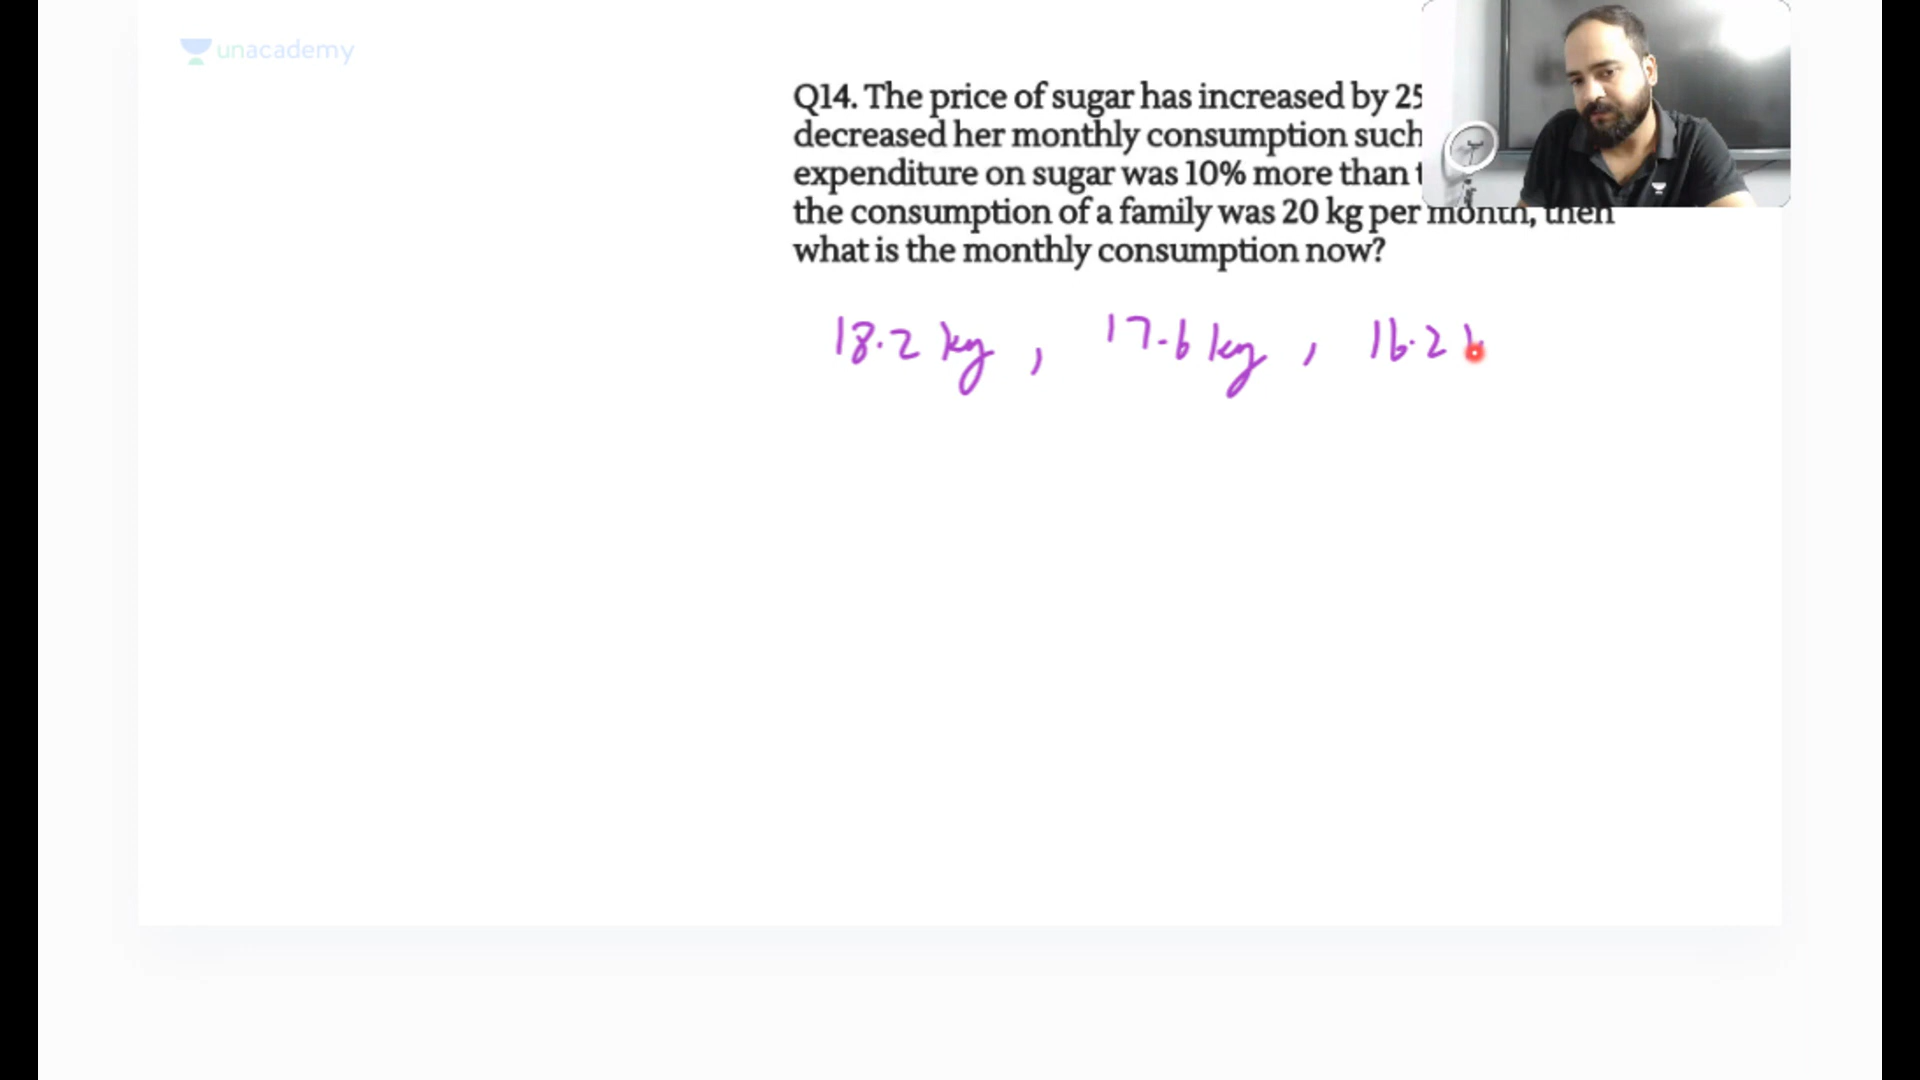 unacademy
Q14. The price of sugar has increased by 25
decreased her monthly consumption such
expenditure on sugar was 10% more than
the consumption of a family was 20 kg per month, then
what is the monthly consumption now?
18.2 kg , 17.6 kg , 16.2